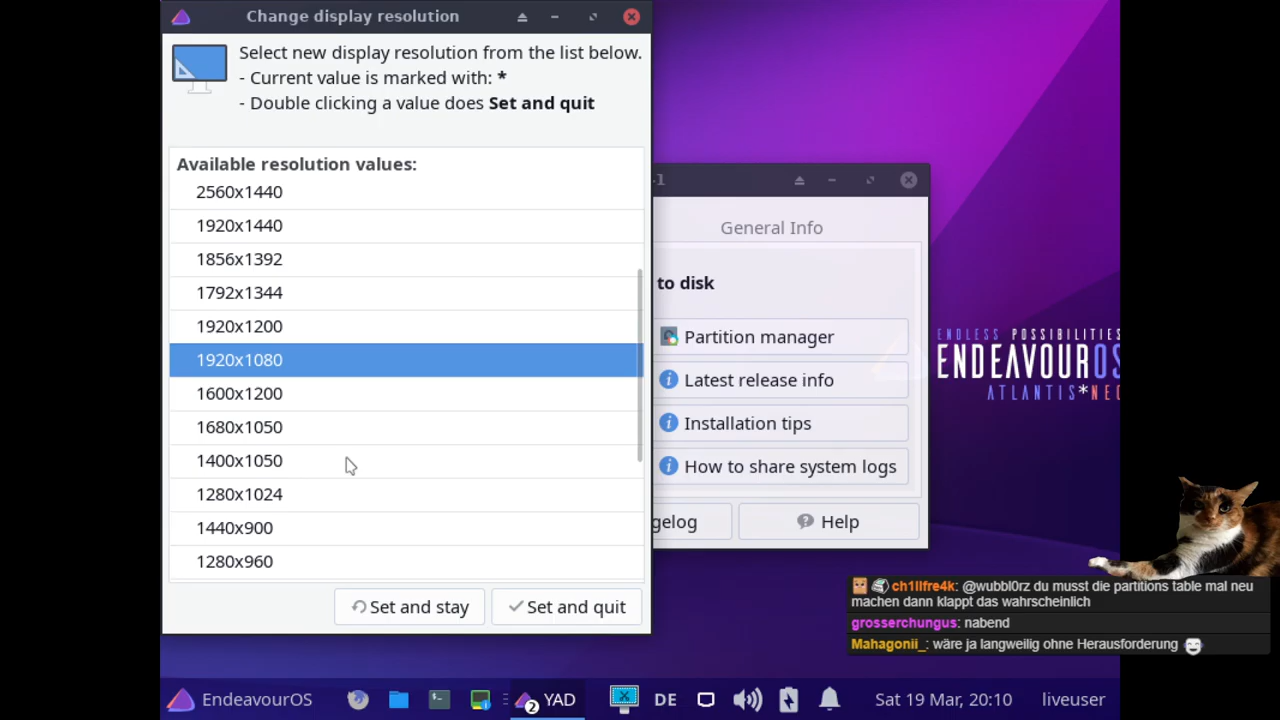 Change display resolution
Select new display resolution from the list below.
- Current value is marked with: *
- Double clicking a value does Set and quit
Available resolution values:
2560x1440
1920x1440
1856x1392
1792x1344
1920x1200
1920x1080
1600x1200
1680x1050
1400x1050
1280x1024
1440x900
1280x960
Set and stay
Set and quit
-1
General Info
to disk
Partition manager
Latest release info
Installation tips
How to share system logs
gelog
Help
ENDLESS POSSIBILITIES
ENDEAVOUROS
ATLANTIS*NEO
ch1llfre4k: @wubbl0rz du musst die partitions table mal neu
machen dann klappt das wahrscheinlich
grosserchungus: nabend
Mahagonii_: wäre ja langweilig ohne Herausforderung
EndeavourOS
2
YAD
DE
Sat 19 Mar, 20:10
liveuser